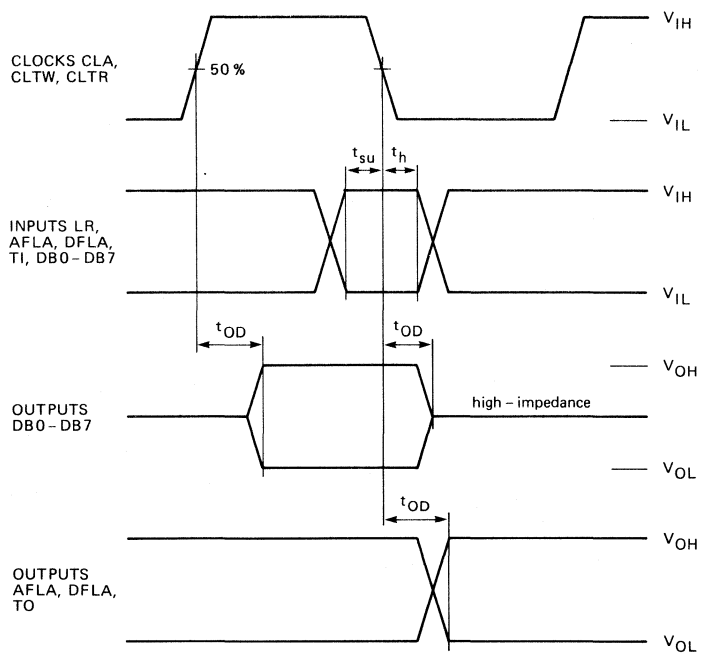 V_IH
CLOCKS CLA,
CLTW, CLTR
50 %
V_IL
t_su t_h
INPUTS LR,
AFLA, DFLA,
TI, DB0–DB7
V_IH
V_IL
t_OD t_OD
V_OH
OUTPUTS
DB0–DB7
high – impedance
V_OL
t_OD
V_OH
OUTPUTS
AFLA, DFLA,
TO
V_OL